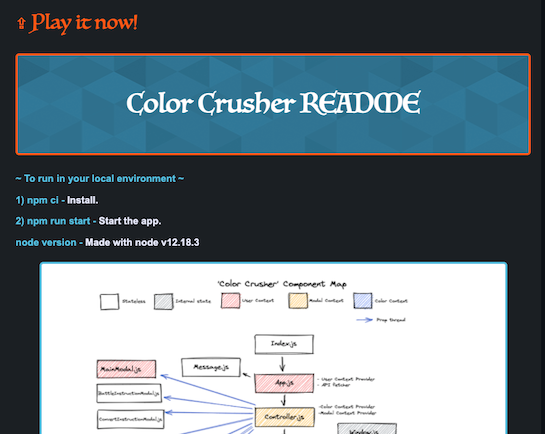 ⇧ Play it now!
Color Crusher README
~ To run in your local environment ~
1) npm ci - Install.
2) npm run start - Start the app.
node version - Made with node v12.18.3
'Color Crusher' Component Map
Stateless
Internal state
User Context
Modal Context
Color Context
Prop thread
Index.js
MainModal.js
Message.js
App.js
- User Context Provider
- API fetcher
BattleInstructionModal.js
ConvertInstructionModal.js
Controller.js
-Color Context Provider
-Modal Context Provider
Window.js